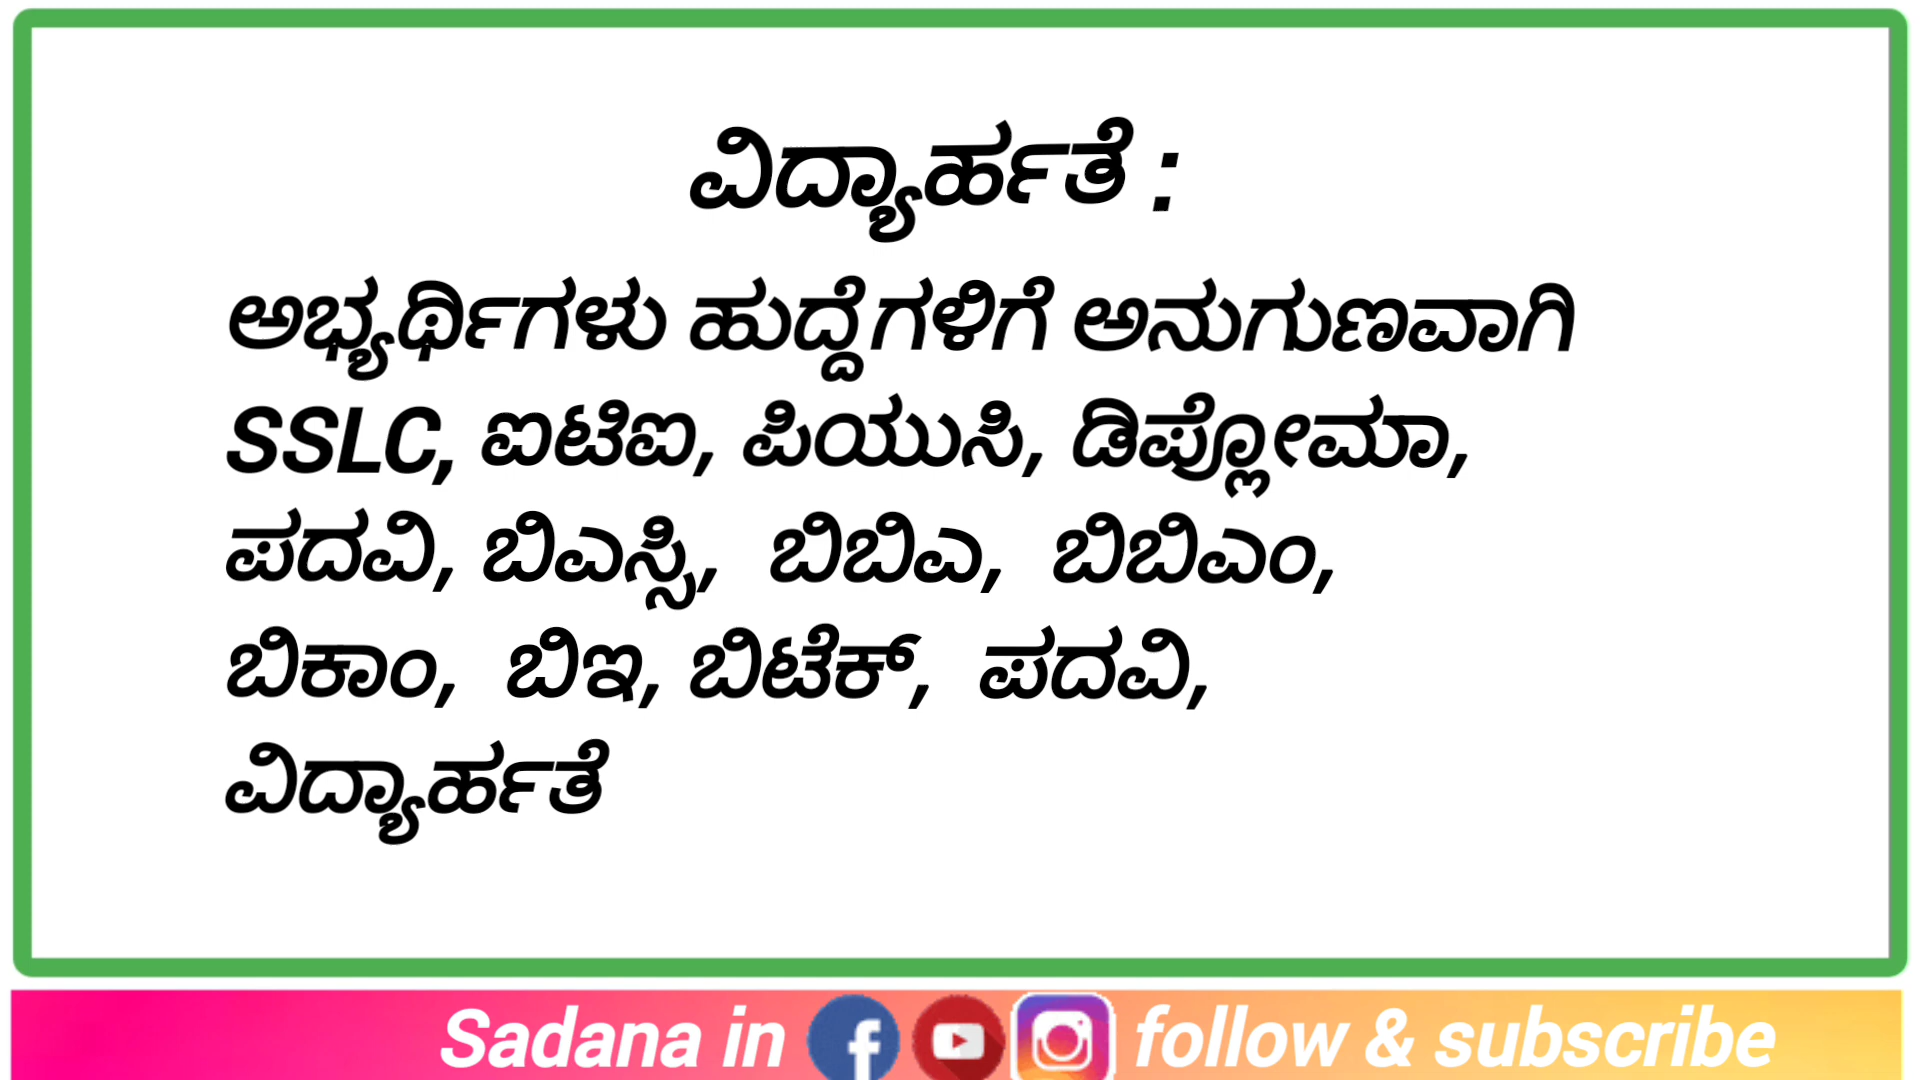 ವಿದ್ಯಾರ್ಹತೆ :
ಅಭ್ಯರ್ಥಿಗಳು ಹುದ್ದೆಗಳಿಗೆ ಅನುಗುಣವಾಗಿ
SSLC, ಐಟಿಐ, ಪಿಯುಸಿ, ಡಿಪ್ಲೋಮಾ,
ಪದವಿ, ಬಿಎಸ್ಸಿ, ಬಿಬಿಎ, ಬಿಬಿಎಂ,
ಬಿಕಾಂ, ಬಿಇ, ಬಿಟೆಕ್, ಪದವಿ,
ವಿದ್ಯಾರ್ಹತೆ
Sadana in follow & subscribe